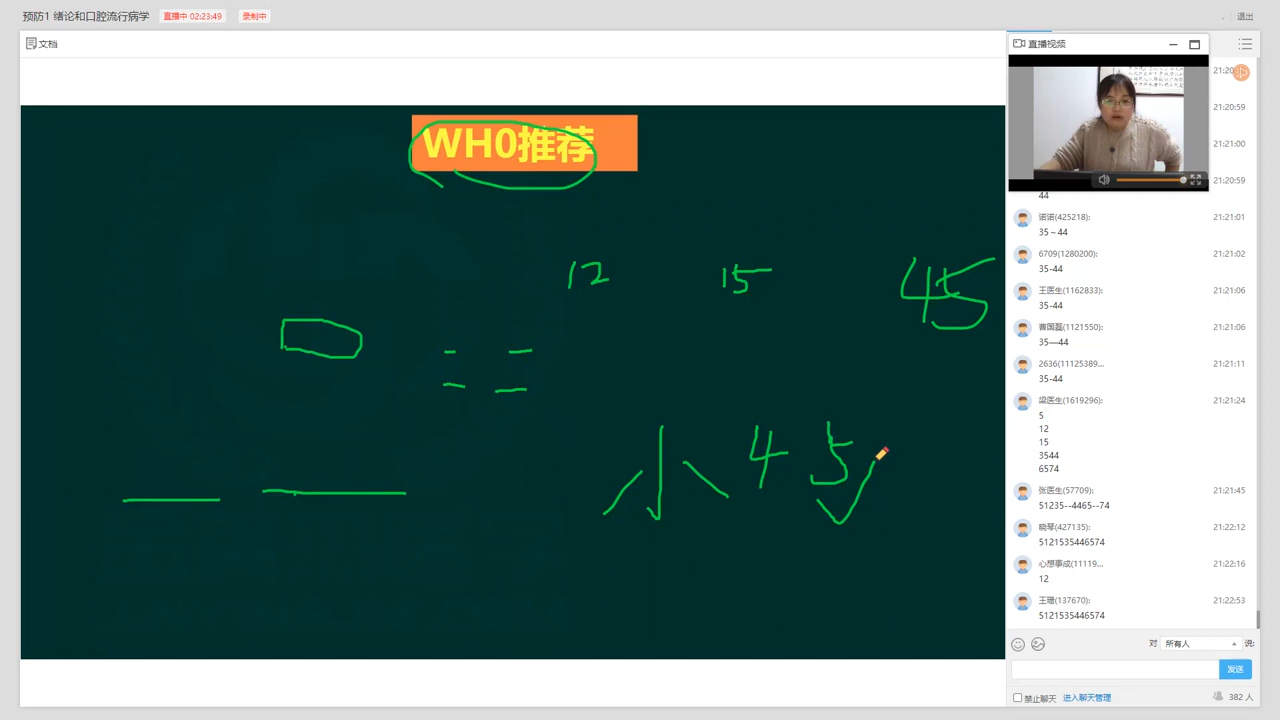 预防1 绪论和口腔流行病学
直播中 02:23:49
录制中
退出
文档
WHO推荐
12
15
45
小45
直播视频
21:20
21:20:59
21:21:00
21:20:59
44
诺诺(425218):
21:21:01
35～44
6709(1280200):
21:21:02
35-44
王医生(1162833):
21:21:06
35-44
曹国磊(1121550):
21:21:06
35—44
2636(11125389...
21:21:11
35-44
梁医生(1619296):
21:21:24
5
12
15
3544
6574
张医生(57709):
21:21:45
51235--4465--74
晓琴(427135):
21:22:12
5121535446574
心想事成(11119...
21:22:16
12
王珊(137670):
21:22:53
5121535446574
对 所有人 说:
发送
禁止聊天 进入聊天管理
382 人